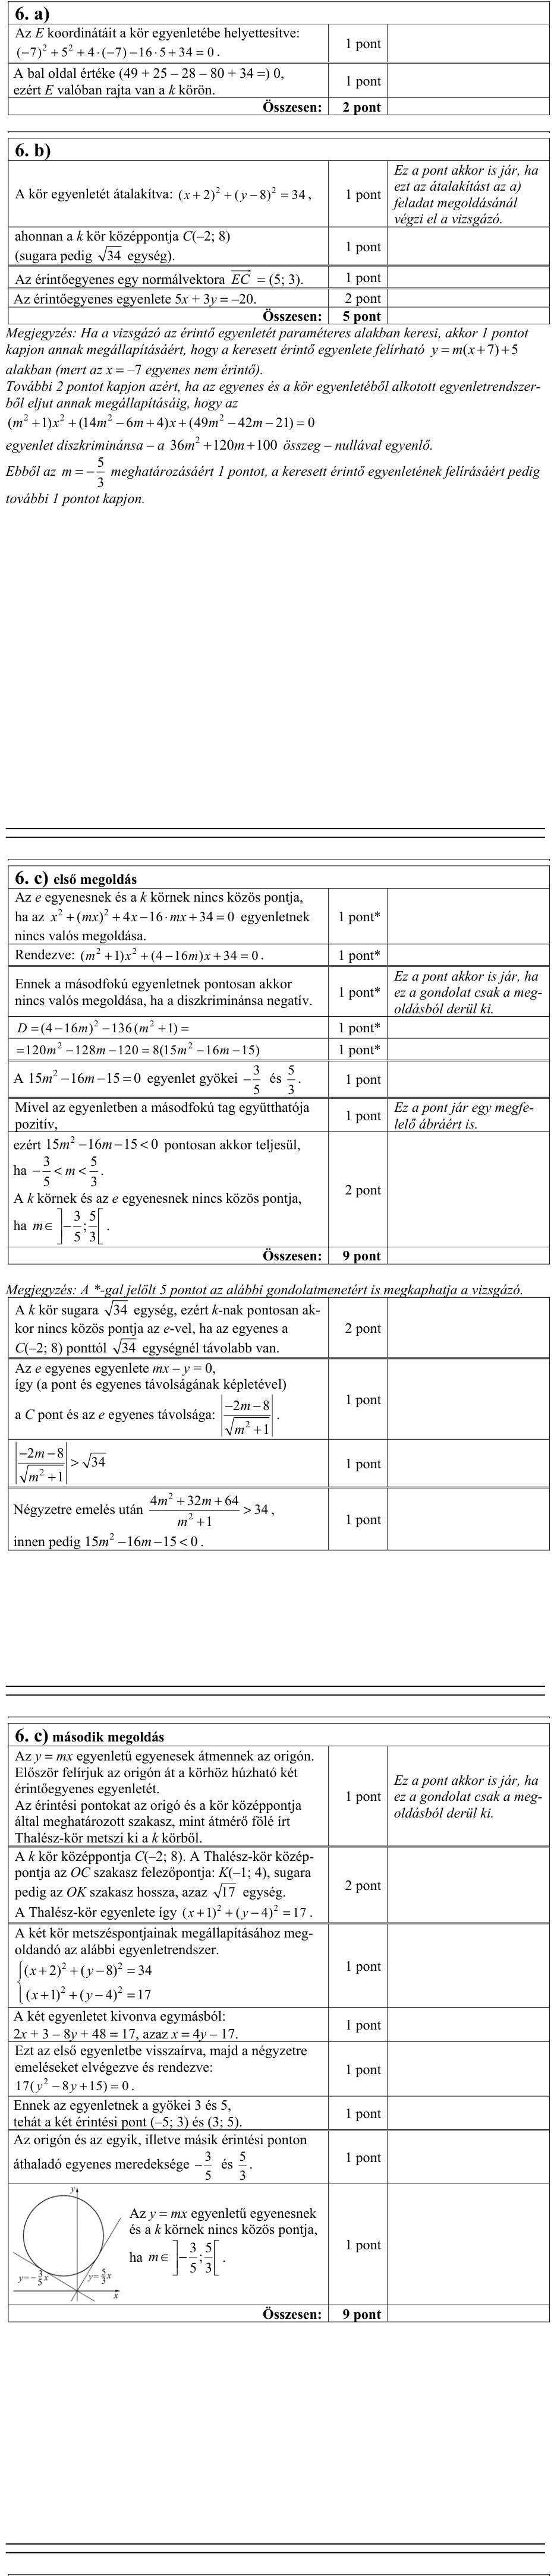 6. a)
Az E koordinátáit a kör egyenletébe helyettesítve:
(−7)² + 5² + 4·(−7) −16·5 + 34 = 0 .
1 pont
A bal oldal értéke (49 + 25 – 28 – 80 + 34 =) 0,
ezért E valóban rajta van a k körön.
1 pont
Összesen: 2 pont
6. b)
A kör egyenletét átalakítva: (x + 2)² + (y − 8)² = 34 ,
1 pont
Ez a pont akkor is jár, ha
ezt az átalakítást az a)
feladat megoldásánál
végzi el a vizsgázó.
ahonnan a k kör középpontja C(–2; 8)
(sugara pedig √34 egység).
1 pont
Az érintőegyenes egy normálvektora EC→ = (5; 3).
1 pont
Az érintőegyenes egyenlete 5x + 3y = –20.
2 pont
Összesen: 5 pont
Megjegyzés: Ha a vizsgázó az érintő egyenletét paraméteres alakban keresi, akkor 1 pontot
kapjon annak megállapításáért, hogy a keresett érintő egyenlete felírható y = m(x + 7) + 5
alakban (mert az x = –7 egyenes nem érintő).
További 2 pontot kapjon azért, ha az egyenes és a kör egyenletéből alkotott egyenletrendszer-
ből eljut annak megállapításáig, hogy az
(m² +1)x² + (14m² − 6m + 4)x + (49m² − 42m − 21) = 0
egyenlet diszkriminánsa – a 36m² +120m +100 összeg – nullával egyenlő.
Ebből az m = −5/3 meghatározásáért 1 pontot, a keresett érintő egyenletének felírásáért pedig
további 1 pontot kapjon.
6. c) első megoldás
Az e egyenesnek és a k körnek nincs közös pontja,
ha az x² + (mx)² + 4x −16·mx + 34 = 0 egyenletnek
nincs valós megoldása.
1 pont*
Rendezve: (m² +1)x² + (4 −16m)x + 34 = 0 .
1 pont*
Ennek a másodfokú egyenletnek pontosan akkor
nincs valós megoldása, ha a diszkriminánsa negatív.
1 pont*
Ez a pont akkor is jár, ha
ez a gondolat csak a meg-
oldásból derül ki.
D = (4 −16m)² −136(m² +1) =
1 pont*
=120m² −128m −120 = 8(15m² −16m −15)
1 pont*
A 15m² −16m −15 = 0 egyenlet gyökei −3/5 és 5/3.
1 pont
Mivel az egyenletben a másodfokú tag együtthatója
pozitív,
1 pont
Ez a pont jár egy megfe-
lelő ábráért is.
ezért 15m² −16m −15 < 0 pontosan akkor teljesül,
ha −3/5 < m < 5/3.
A k körnek és az e egyenesnek nincs közös pontja,
ha m ∈ ]−3/5; 5/3[ .
2 pont
Összesen: 9 pont
Megjegyzés: A *-gal jelölt 5 pontot az alábbi gondolatmenetért is megkaphatja a vizsgázó.
A k kör sugara √34 egység, ezért k-nak pontosan ak-
kor nincs közös pontja az e-vel, ha az egyenes a
C(–2; 8) ponttól √34 egységnél távolabb van.
2 pont
Az e egyenes egyenlete mx – y = 0,
így (a pont és egyenes távolságának képletével)
a C pont és az e egyenes távolsága: |(−2m − 8)/√(m² +1)| .
1 pont
|(−2m − 8)/√(m² +1)| > √34
1 pont
Négyzetre emelés után (4m² + 32m + 64)/(m² +1) > 34 ,
innen pedig 15m² −16m −15 < 0 .
1 pont
6. c) második megoldás
Az y = mx egyenletű egyenesek átmennek az origón.
Először felírjuk az origón át a körhöz húzható két
érintőegyenes egyenletét.
Az érintési pontokat az origó és a kör középpontja
által meghatározott szakasz, mint átmérő fölé írt
Thalész-kör metszi ki a k körből.
1 pont
Ez a pont akkor is jár, ha
ez a gondolat csak a meg-
oldásból derül ki.
A k kör középpontja C(–2; 8). A Thalész-kör közép-
pontja az OC szakasz felezőpontja: K(–1; 4), sugara
pedig az OK szakasz hossza, azaz √17 egység.
A Thalész-kör egyenlete így (x +1)² + (y − 4)² = 17 .
2 pont
A két kör metszéspontjainak megállapításához meg-
oldandó az alábbi egyenletrendszer.
{(x + 2)² + (y − 8)² = 34
(x +1)² + (y − 4)² = 17
1 pont
A két egyenletet kivonva egymásból:
2x + 3 – 8y + 48 = 17, azaz x = 4y – 17.
1 pont
Ezt az első egyenletbe visszaírva, majd a négyzetre
emeléseket elvégezve és rendezve:
17(y² − 8y +15) = 0 .
1 pont
Ennek az egyenletnek a gyökei 3 és 5,
tehát a két érintési pont (–5; 3) és (3; 5).
1 pont
Az origón és az egyik, illetve másik érintési ponton
áthaladó egyenes meredeksége −3/5 és 5/3.
1 pont
y
y=−3/5x
y=5/3x
x
Az y = mx egyenletű egyenesnek
és a k körnek nincs közös pontja,
ha m ∈ ]−3/5; 5/3[ .
1 pont
Összesen: 9 pont